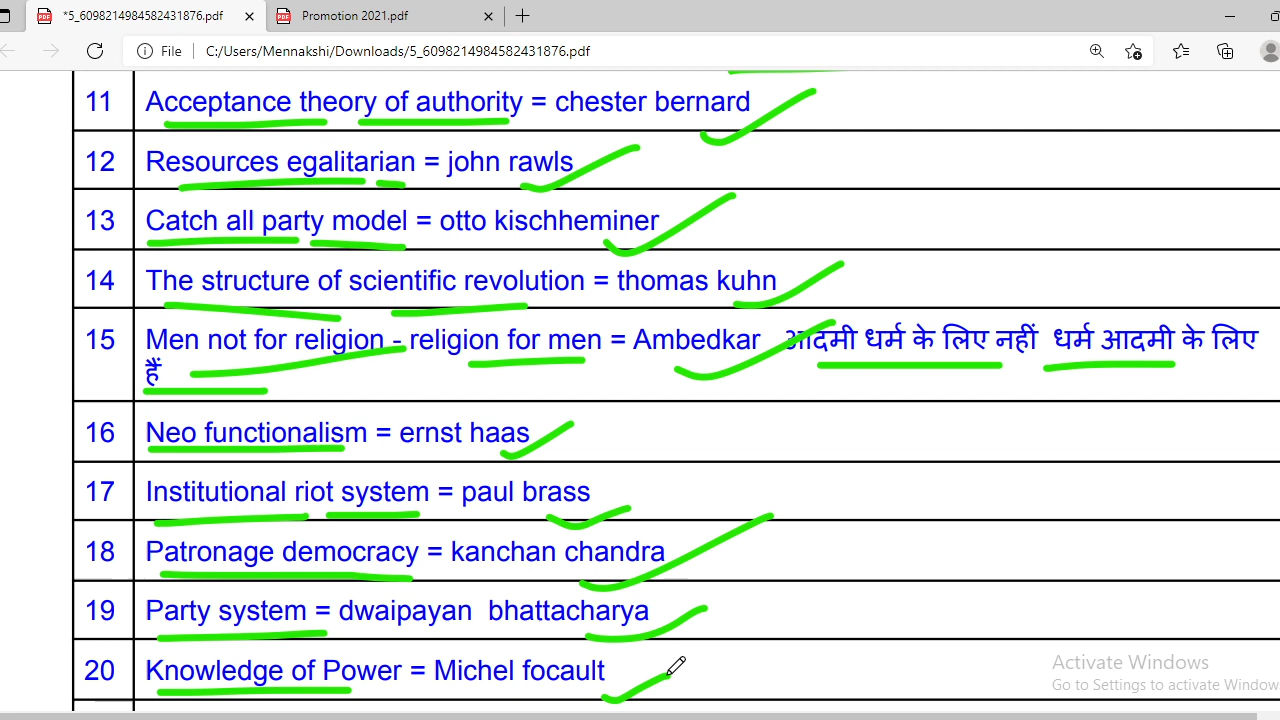 *5_6098214984582431876.pdf
Promotion 2021.pdf
File C:/Users/Mennakshi/Downloads/5_6098214984582431876.pdf
11 Acceptance theory of authority = chester bernard
12 Resources egalitarian = john rawls
13 Catch all party model = otto kischheminer
14 The structure of scientific revolution = thomas kuhn
15 Men not for religion - religion for men = Ambedkar आदमी धर्म के लिए नहीं धर्म आदमी के लिए
हैं
16 Neo functionalism = ernst haas
17 Institutional riot system = paul brass
18 Patronage democracy = kanchan chandra
19 Party system = dwaipayan bhattacharya
20 Knowledge of Power = Michel focault
Activate Windows
Go to Settings to activate Window